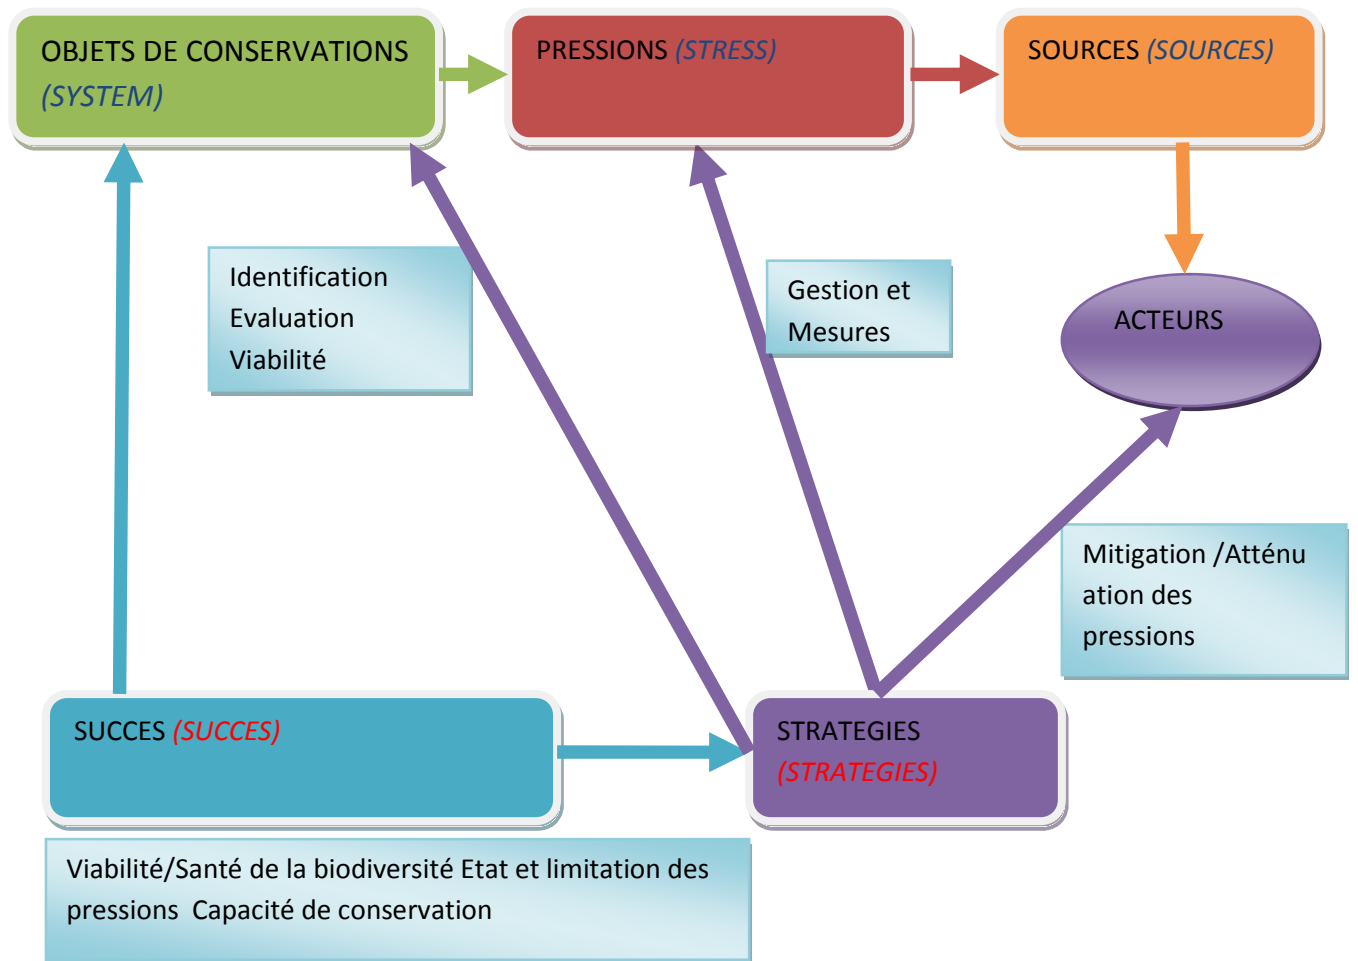 OBJETS DE CONSERVATIONS
(SYSTEM)
PRESSIONS (STRESS)
SOURCES (SOURCES)
Identification
Evaluation
Viabilité
Gestion et
Mesures
ACTEURS
Mitigation /Atténu
ation des
pressions
SUCCES (SUCCES)
STRATEGIES
(STRATEGIES)
Viabilité/Santé de la biodiversité Etat et limitation des
pressions  Capacité de conservation